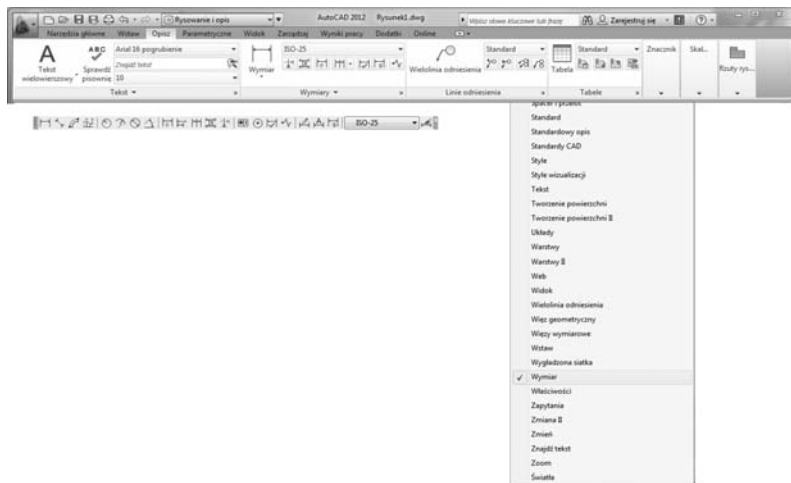 Rysowanie i opis
AutoCAD 2012 Rysunek1.dwg
Wpisz słowo kluczowe lub frazę
Zarejestruj się
Narzędzia główne Wstaw Opisz Parametryczne Widok Zarządzaj Wyniki pracy Dodatki Online
A
Tekst wielowierszowy
ABC
Sprawdź pisownię
Arial 16 pogrubienie
Znajdź tekst
10
Tekst
Wymiar
ISO-25
Wymiary
Wielolinia odniesienia
Standard
Linie odniesienia
Tabela
Standard
Tabele
Znacznik
Skal...
Rzuty rys...
ISO-25
Spacer i przelot
Standard
Standardowy opis
Standardy CAD
Style
Style wizualizacji
Tekst
Tworzenie powierzchni
Tworzenie powierzchni II
Układy
Warstwy
Warstwy II
Web
Widok
Wielolinia odniesienia
Więz geometryczny
Więzy wymiarowe
Wstaw
Wygładzona siatka
✓ Wymiar
Właściwości
Zapytania
Zmiana II
Zmień
Znajdź tekst
Zoom
Światła